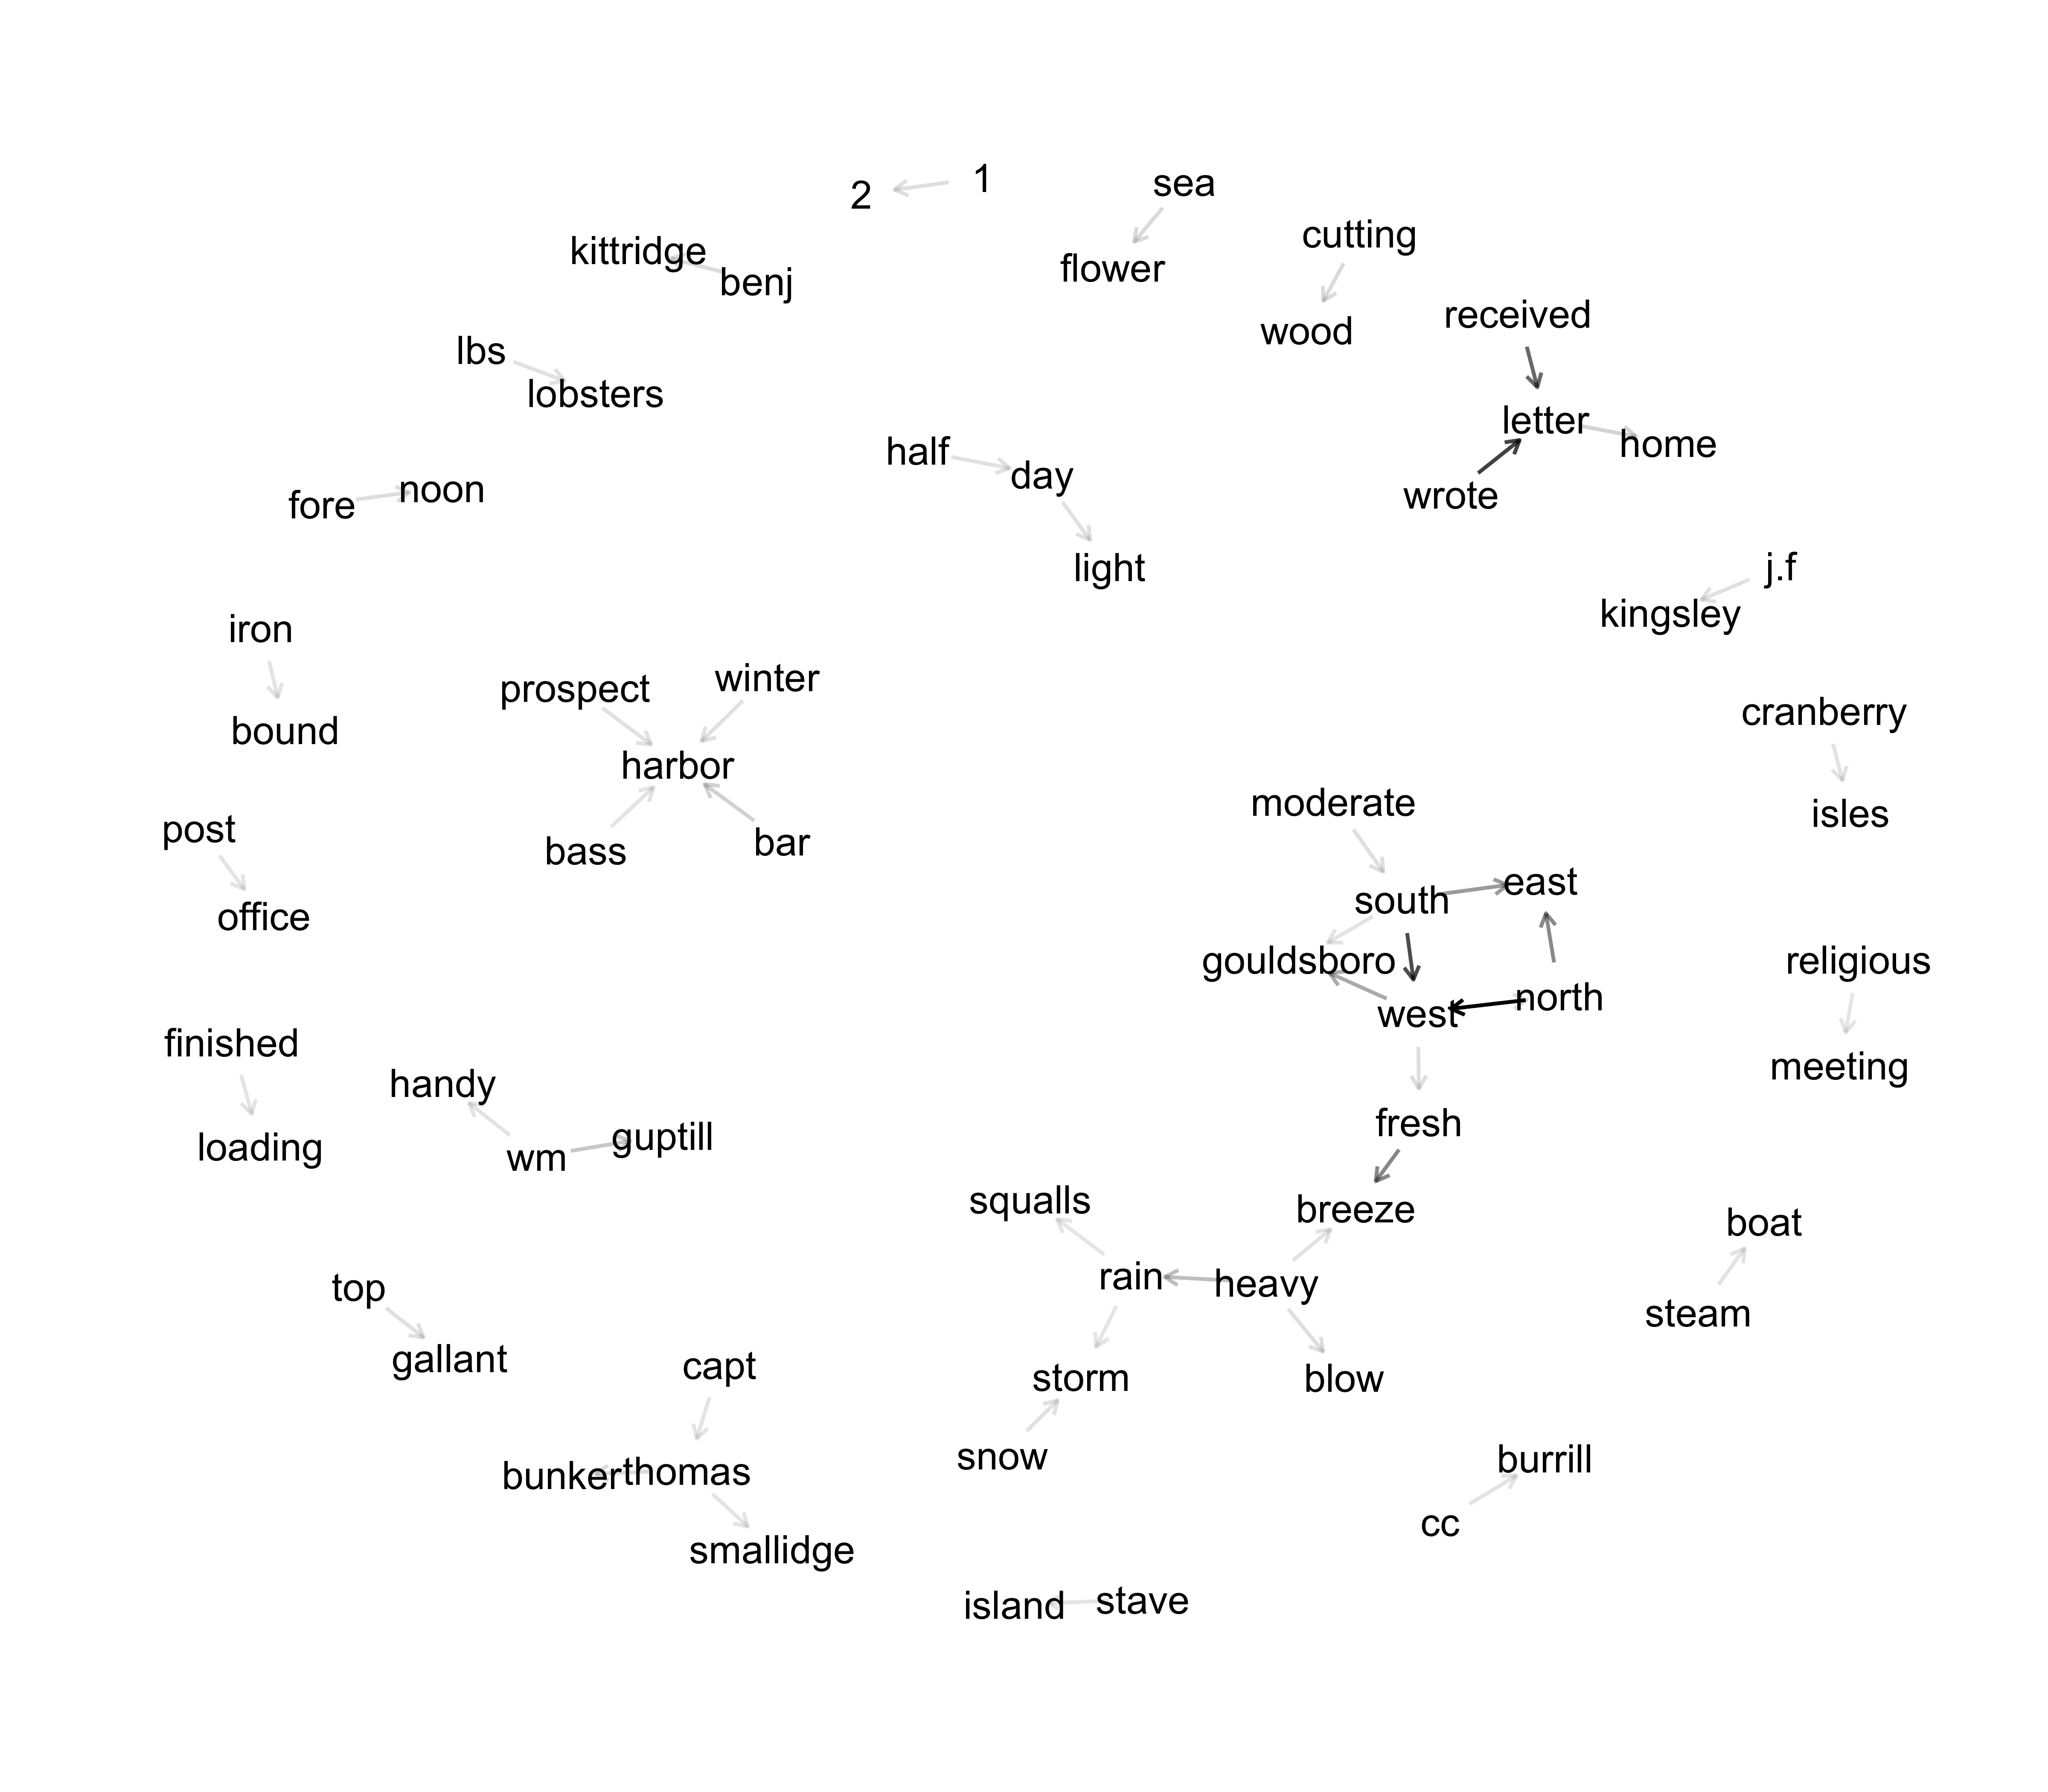 1
2
sea
flower
cutting
wood
kittridge
benj
received
letter
home
wrote
lbs
lobsters
half
day
light
fore
noon
j.f
kingsley
iron
bound
prospect
winter
harbor
bass
bar
cranberry
isles
moderate
south
east
gouldsboro
west
north
fresh
breeze
post
office
religious
meeting
finished
loading
handy
wm
guptill
squalls
rain
heavy
storm
blow
snow
boat
steam
top
gallant
capt
bunker
thomas
smallidge
burrill
cc
island
stave